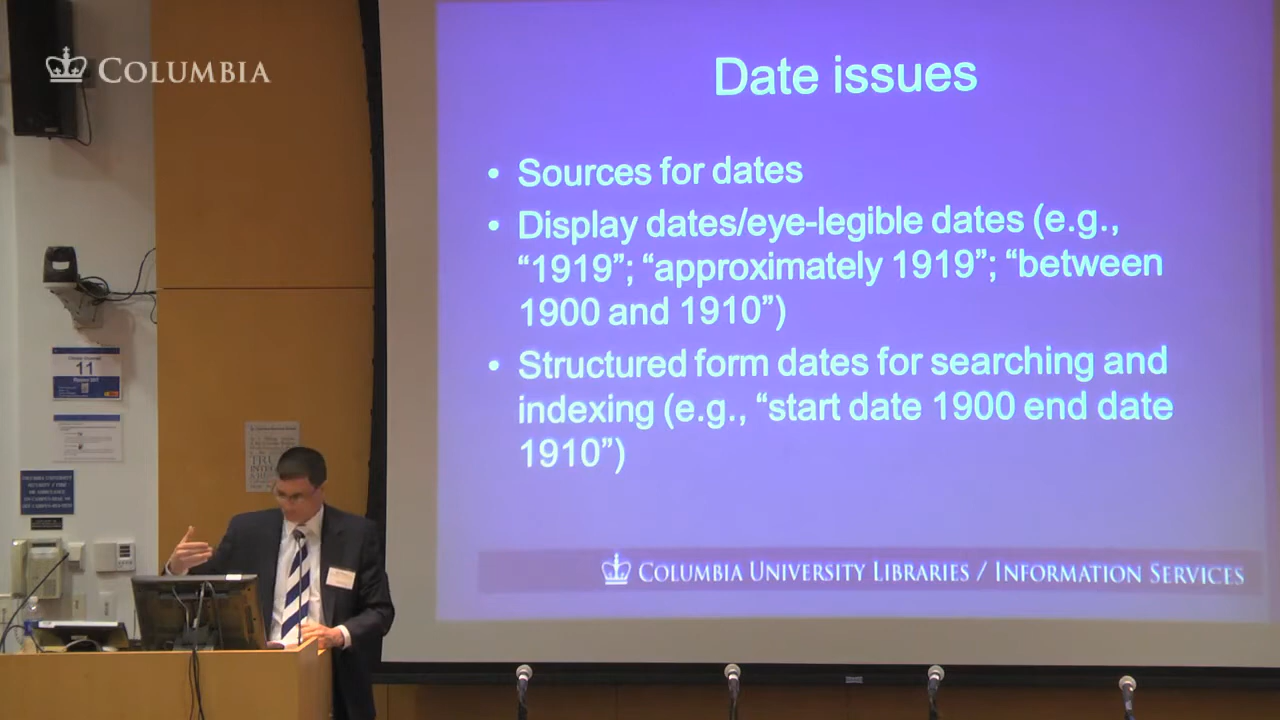 COLUMBIA
Date issues
• Sources for dates
• Display dates/eye-legible dates (e.g.,
“1919”; “approximately 1919”; “between
1900 and 1910”)
• Structured form dates for searching and
indexing (e.g., “start date 1900 end date
1910”)
COLUMBIA UNIVERSITY LIBRARIES / INFORMATION SERVICES
11